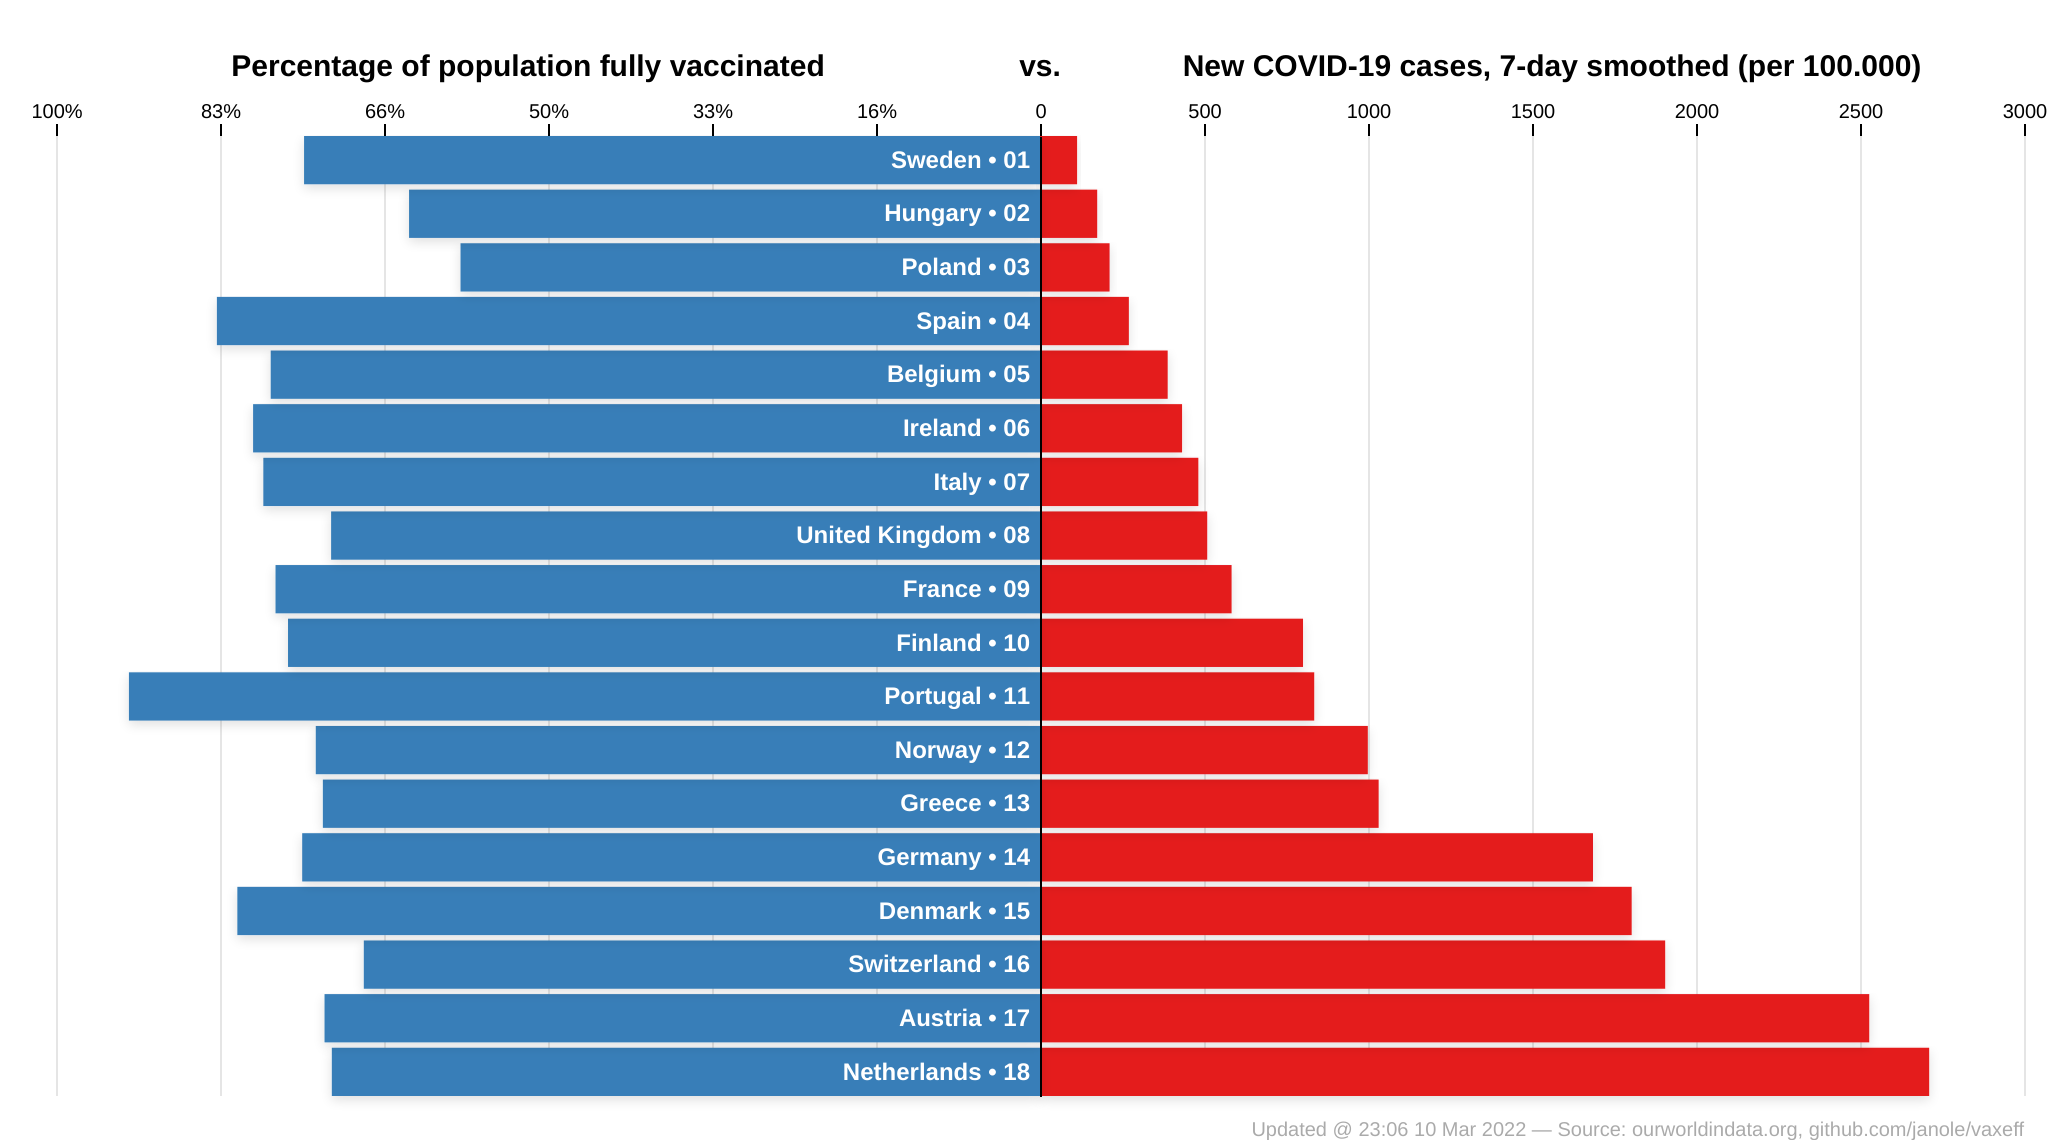 Percentage of population fully vaccinated vs. New COVID-19 cases, 7-day smoothed (per 100.000)
100% 83% 66% 50% 33% 16% 0 500 1000 1500 2000 2500 3000
Sweden • 01
Hungary • 02
Poland • 03
Spain • 04
Belgium • 05
Ireland • 06
Italy • 07
United Kingdom • 08
France • 09
Finland • 10
Portugal • 11
Norway • 12
Greece • 13
Germany • 14
Denmark • 15
Switzerland • 16
Austria • 17
Netherlands • 18
Updated @ 23:06 10 Mar 2022 — Source: ourworldindata.org, github.com/janole/vaxeff